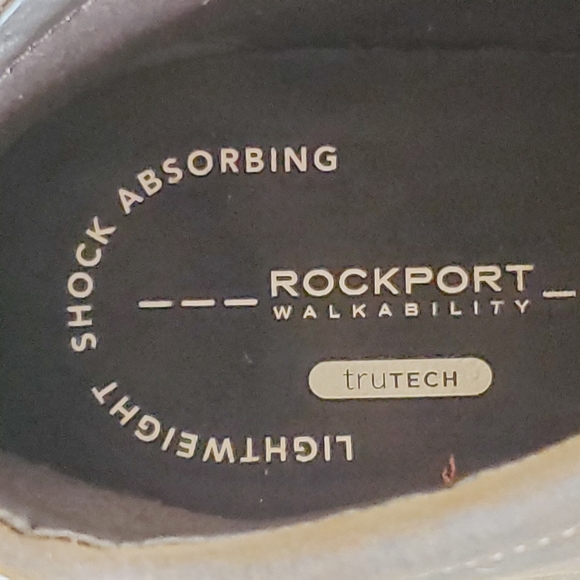 LIGHTWEIGHT SHOCK ABSORBING
ROCKPORT
WALKABILITY
truTECH